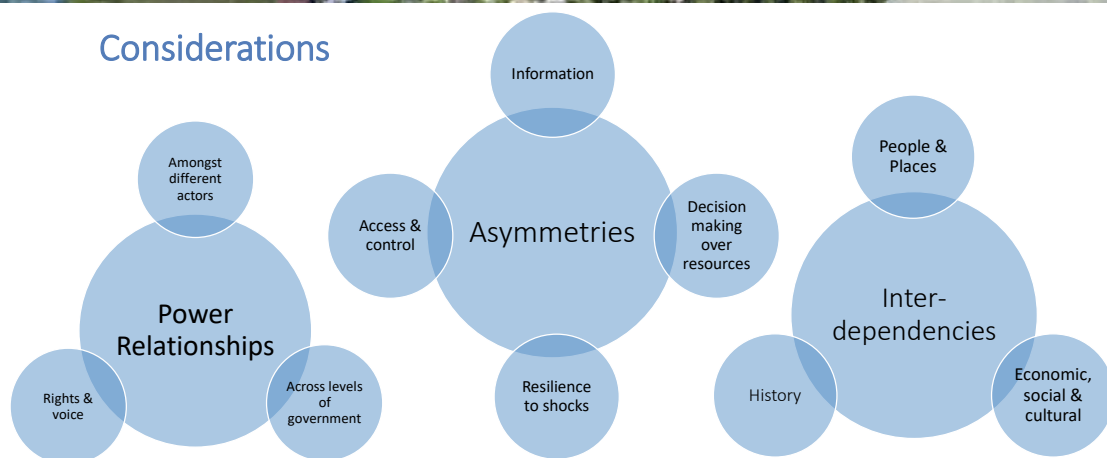 Considerations
Amongst
different
actors
Power
Relationships
Rights &
voice
Across levels
of
government
Information
Access &
control
Asymmetries
Decision
making
over
resources
Resilience
to shocks
People &
Places
Inter-
dependencies
History
Economic,
social &
cultural